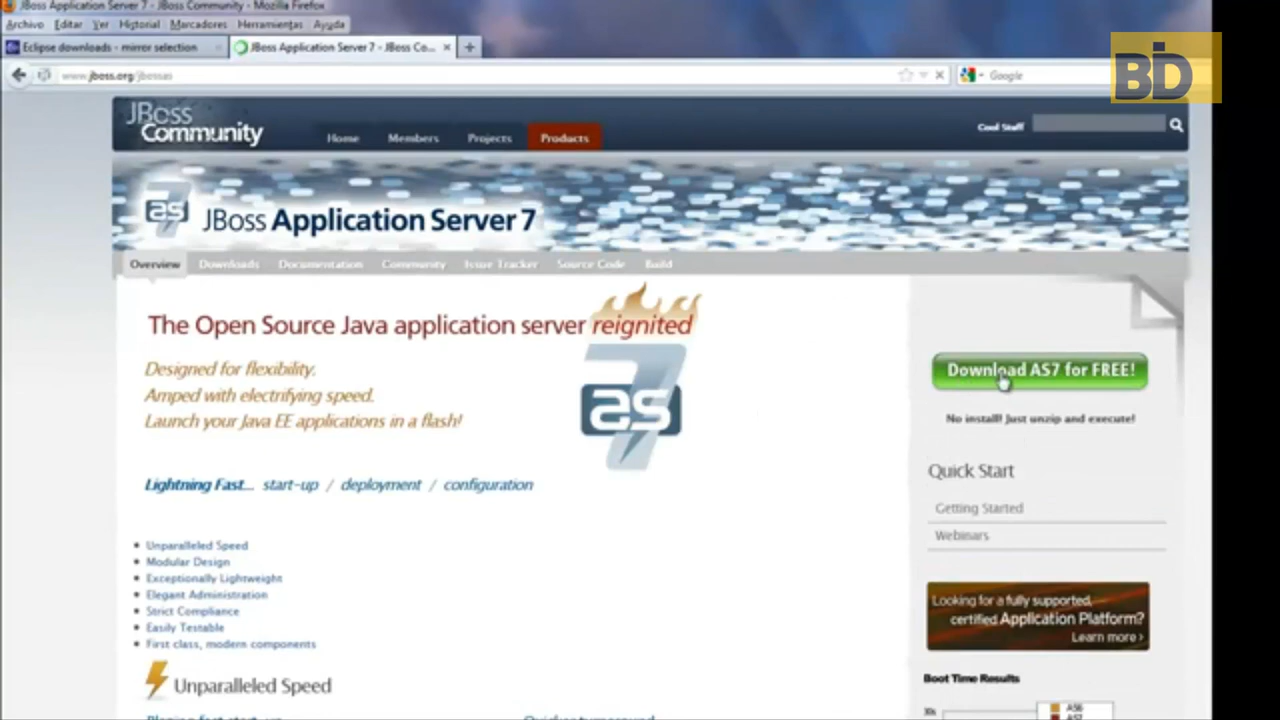 JBoss Application Server 7 - JBoss Community - Mozilla Firefox
Archivo Editar Ver Historial Marcadores Herramientas Ayuda
Eclipse downloads - mirror selection
JBoss Application Server 7 - JBoss Co...
www.jboss.org/jbossas
Google
BD
JBoss Community
Home Members Projects Products
Cool Stuff
as 7 JBoss Application Server 7
Overview Downloads Documentation Community Issue Tracker Source Code Build
The Open Source Java application server reignited
Designed for flexibility.
Amped with electrifying speed.
Launch your Java EE applications in a flash!
as 7
Lightning Fast... start-up / deployment / configuration
Unparalleled Speed
Modular Design
Exceptionally Lightweight
Elegant Administration
Strict Compliance
Easily Testable
First class, modern components
Unparalleled Speed
Download AS7 for FREE!
No install! Just unzip and execute!
Quick Start
Getting Started
Webinars
Looking for a fully supported,
certified Application Platform?
Learn more ›
Boot Time Results
30s
AS6
AS7